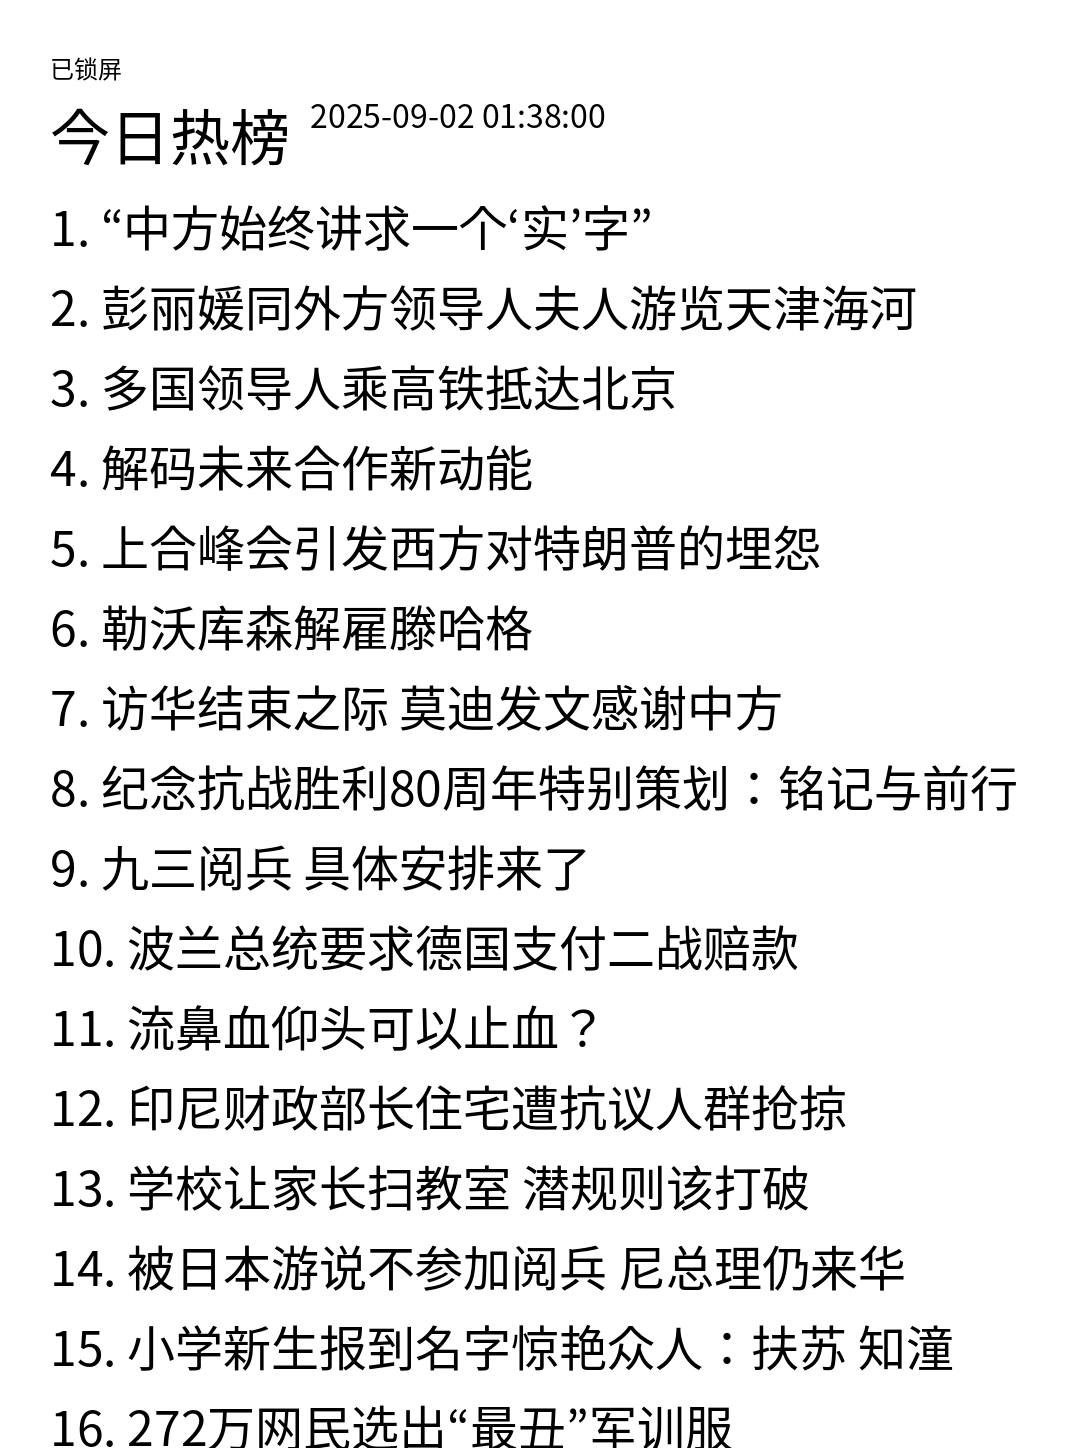 已锁屏
今日热榜 2025-09-02 01:38:00
1. “中方始终讲求一个‘实’字”
2. 彭丽媛同外方领导人夫人游览天津海河
3. 多国领导人乘高铁抵达北京
4. 解码未来合作新动能
5. 上合峰会引发西方对特朗普的埋怨
6. 勒沃库森解雇滕哈格
7. 访华结束之际 莫迪发文感谢中方
8. 纪念抗战胜利80周年特别策划：铭记与前行
9. 九三阅兵 具体安排来了
10. 波兰总统要求德国支付二战赔款
11. 流鼻血仰头可以止血？
12. 印尼财政部长住宅遭抗议人群抢掠
13. 学校让家长扫教室 潜规则该打破
14. 被日本游说不参加阅兵 尼总理仍来华
15. 小学新生报到名字惊艳众人：扶苏 知潼
16. 272万网民选出“最丑”军训服